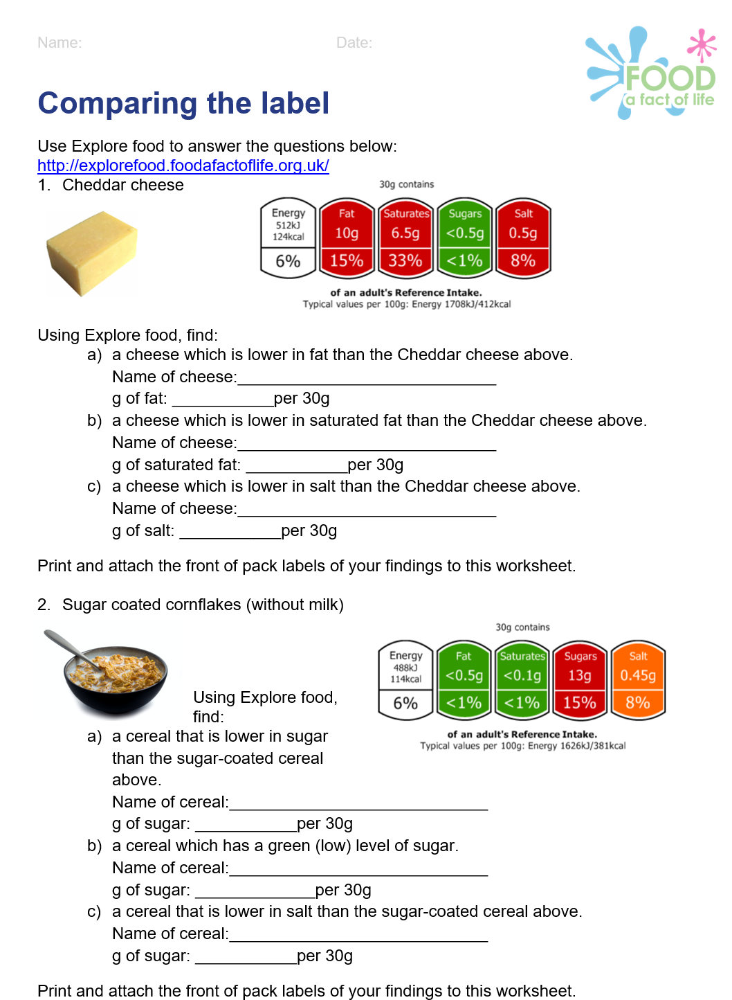 Name:
Date:
FOOD
a fact of life
Comparing the label
Use Explore food to answer the questions below:
http://explorefood.foodafactoflife.org.uk/
1. Cheddar cheese
30g contains
Energy 512kJ 124kcal 6%
Fat 10g 15%
Saturates 6.5g 33%
Sugars <0.5g <1%
Salt 0.5g 8%
of an adult's Reference Intake.
Typical values per 100g: Energy 1708kJ/412kcal
Using Explore food, find:
a) a cheese which is lower in fat than the Cheddar cheese above.
Name of cheese:____________________________
g of fat: ___________per 30g
b) a cheese which is lower in saturated fat than the Cheddar cheese above.
Name of cheese:____________________________
g of saturated fat: ___________per 30g
c) a cheese which is lower in salt than the Cheddar cheese above.
Name of cheese:____________________________
g of salt: ___________per 30g
Print and attach the front of pack labels of your findings to this worksheet.
2. Sugar coated cornflakes (without milk)
30g contains
Energy 488kJ 114kcal 6%
Fat <0.5g <1%
Saturates <0.1g <1%
Sugars 13g 15%
Salt 0.45g 8%
of an adult's Reference Intake.
Typical values per 100g: Energy 1626kJ/381kcal
Using Explore food,
find:
a) a cereal that is lower in sugar
than the sugar-coated cereal
above.
Name of cereal:____________________________
g of sugar: ___________per 30g
b) a cereal which has a green (low) level of sugar.
Name of cereal:____________________________
g of sugar: _____________per 30g
c) a cereal that is lower in salt than the sugar-coated cereal above.
Name of cereal:____________________________
g of sugar: ___________per 30g
Print and attach the front of pack labels of your findings to this worksheet.